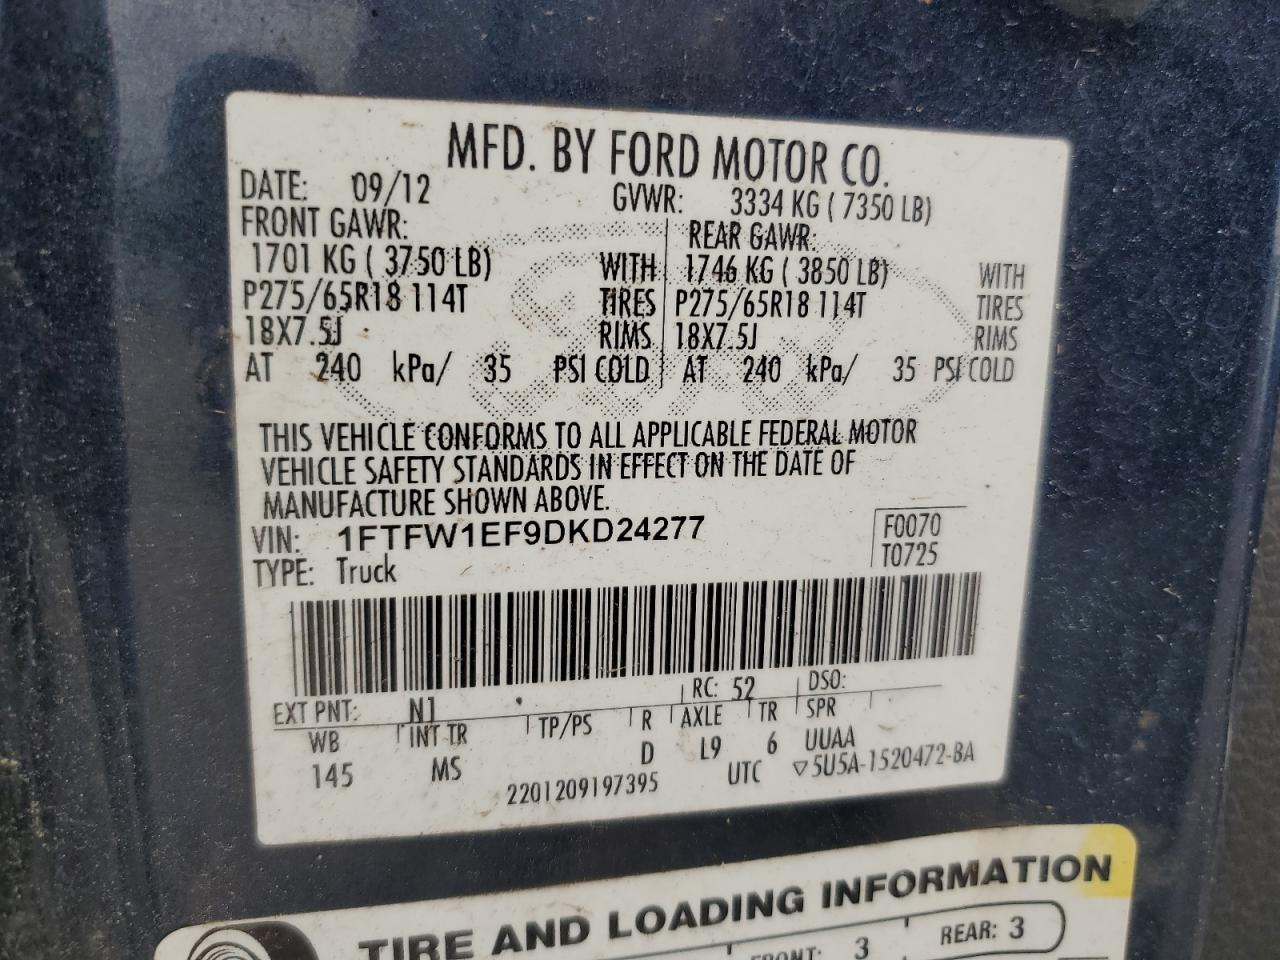 MFD. BY FORD MOTOR CO.
DATE: 09/12 GVWR: 3334 KG ( 7350 LB)
FRONT GAWR: REAR GAWR:
1701 KG ( 3750 LB) WITH 1746 KG ( 3850 LB) WITH
P275/65R18 114T TIRES P275/65R18 114T TIRES
18X7.5J RIMS 18X7.5J RIMS
AT 240 kPa/ 35 PSI COLD AT 240 kPa/ 35 PSI COLD
THIS VEHICLE CONFORMS TO ALL APPLICABLE FEDERAL MOTOR
VEHICLE SAFETY STANDARDS IN EFFECT ON THE DATE OF
MANUFACTURE SHOWN ABOVE.
VIN: 1FTFW1EF9DKD24277 F0070
TYPE: Truck T0725
EXT PNT: N1 RC: 52 DSO:
WB INT TR TP/PS R AXLE TR SPR
145 MS D L9 6 UUAA
2201209197395 UTC ▽5U5A-1520472-BA
TIRE AND LOADING INFORMATION
FRONT: 3 REAR: 3